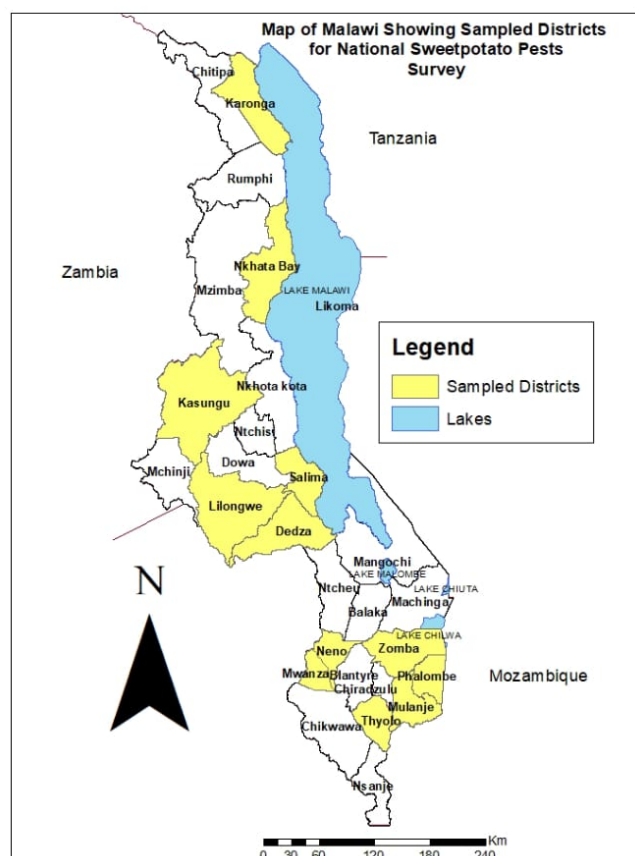 Map of Malawi Showing Sampled Districts
for National Sweetpotato Pests
Survey
Chitipa
Karonga
Tanzania
Rumphi
Zambia
Nkhata Bay
Mzimba
LAKE MALAWI
Likoma
Legend
Sampled Districts
Lakes
Nkhota kota
Kasungu
Ntchisi
Dowa
Mchinji
Salima
Lilongwe
Dedza
N
Mangochi
LAKE MALOMBE
LAKE CHIUTA
Ntcheu
Machinga
Balaka
LAKE CHILWA
Neno
Zomba
Mwanza
Blantyre
Phalombe
Mozambique
Chiradzulu
Mulanje
Thyolo
Chikwawa
Nsanje
Km
0 30 60 120 180 240